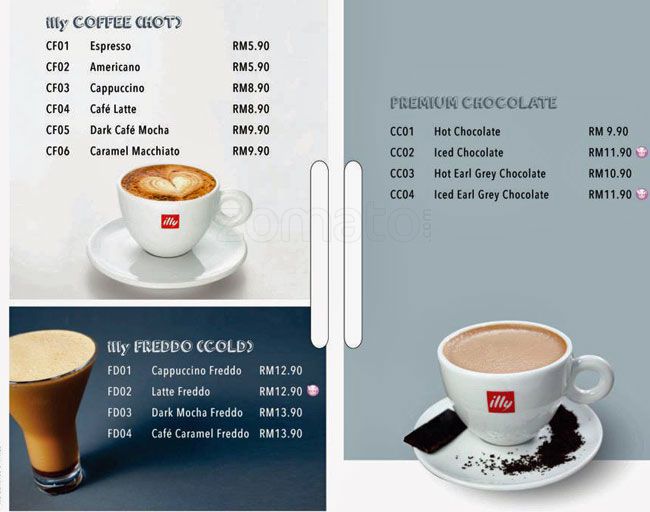 illy COFFEE (HOT)
CF01 Espresso RM5.90
CF02 Americano RM5.90
CF03 Cappuccino RM8.90
CF04 Café Latte RM8.90
CF05 Dark Café Mocha RM9.90
CF06 Caramel Macchiato RM9.90
illy
illy FREDDO (COLD)
FD01 Cappuccino Freddo RM12.90
FD02 Latte Freddo RM12.90
FD03 Dark Mocha Freddo RM13.90
FD04 Café Caramel Freddo RM13.90
PREMIUM CHOCOLATE
CC01 Hot Chocolate RM 9.90
CC02 Iced Chocolate RM11.90
CC03 Hot Earl Grey Chocolate RM10.90
CC04 Iced Earl Grey Chocolate RM11.90
illy
zomato.com